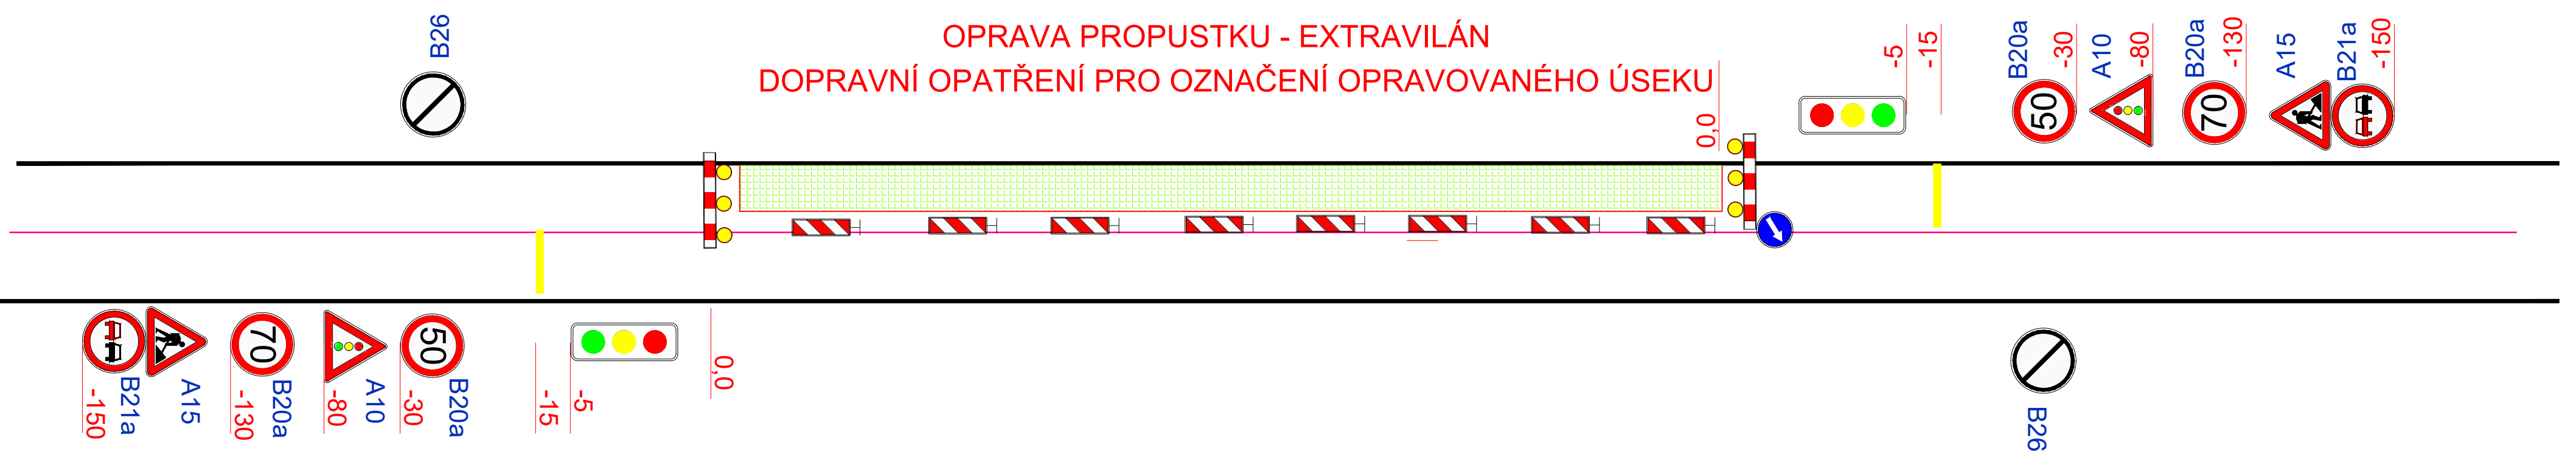 OPRAVA PROPUSTKU - EXTRAVILÁN
DOPRAVNÍ OPATŘENÍ PRO OZNAČENÍ OPRAVOVANÉHO ÚSEKU
B26
0,0
-5
-15
B20a
-30
A10
-80
B20a
-130
A15
B21a
-150
50
70
-150
B21a
A15
-130
B20a
-80
A10
-30
B20a
-15
-5
0,0
70
50
B26